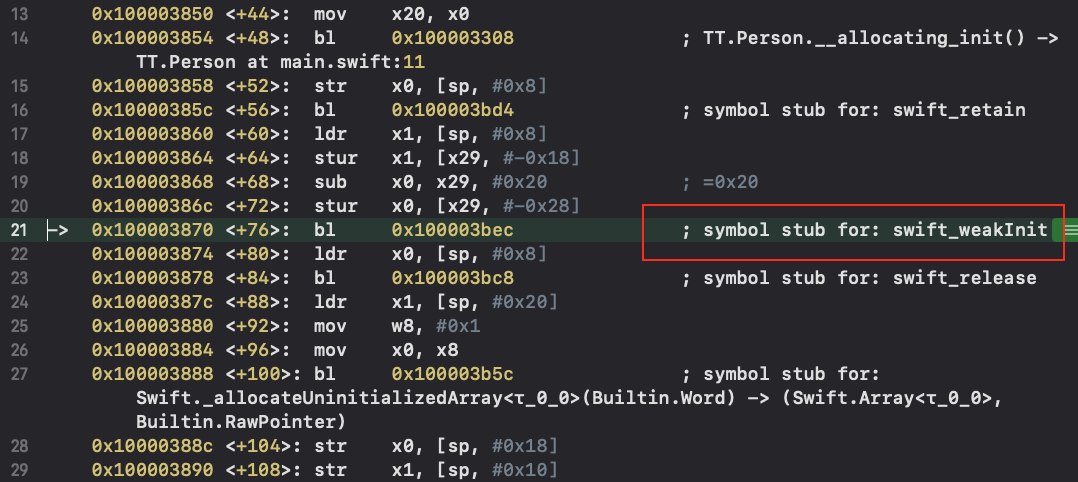 13 0x100003850 <+44>: mov x20, x0
14 0x100003854 <+48>: bl 0x100003308 ; TT.Person.__allocating_init() ->
TT.Person at main.swift:11
15 0x100003858 <+52>: str x0, [sp, #0x8]
16 0x10000385c <+56>: bl 0x100003bd4 ; symbol stub for: swift_retain
17 0x100003860 <+60>: ldr x1, [sp, #0x8]
18 0x100003864 <+64>: stur x1, [x29, #-0x18]
19 0x100003868 <+68>: sub x0, x29, #0x20 ; =0x20
20 0x10000386c <+72>: stur x0, [x29, #-0x28]
21 -> 0x100003870 <+76>: bl 0x100003bec ; symbol stub for: swift_weakInit
22 0x100003874 <+80>: ldr x0, [sp, #0x8]
23 0x100003878 <+84>: bl 0x100003bc8 ; symbol stub for: swift_release
24 0x10000387c <+88>: ldr x1, [sp, #0x20]
25 0x100003880 <+92>: mov w8, #0x1
26 0x100003884 <+96>: mov x0, x8
27 0x100003888 <+100>: bl 0x100003b5c ; symbol stub for:
Swift._allocateUninitializedArray<τ_0_0>(Builtin.Word) -> (Swift.Array<τ_0_0>,
Builtin.RawPointer)
28 0x10000388c <+104>: str x0, [sp, #0x18]
29 0x100003890 <+108>: str x1, [sp, #0x10]